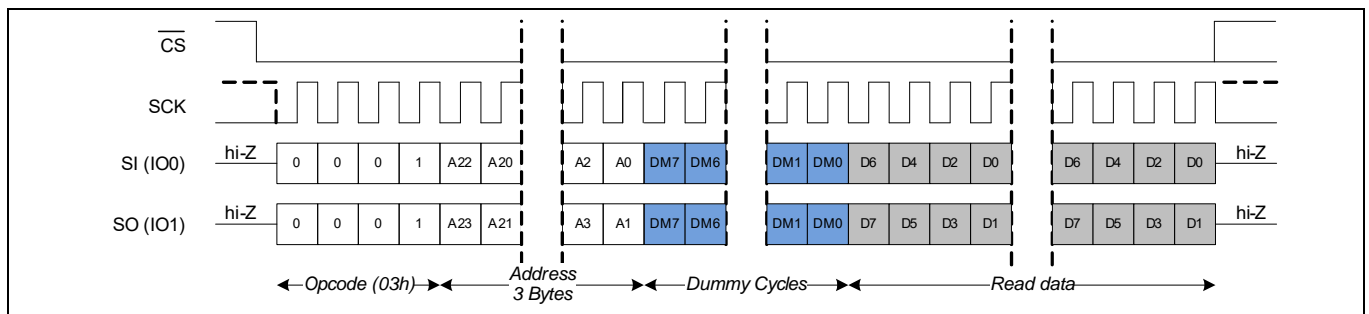 CS
SCK
SI (IO0) hi-Z 0 0 0 1 A22 A20 A2 A0 DM7 DM6 DM1 DM0 D6 D4 D2 D0 D6 D4 D2 D0 hi-Z
SO (IO1) hi-Z 0 0 0 1 A23 A21 A3 A1 DM7 DM6 DM1 DM0 D7 D5 D3 D1 D7 D5 D3 D1 hi-Z
Opcode (03h) Address Dummy Cycles Read data
3 Bytes